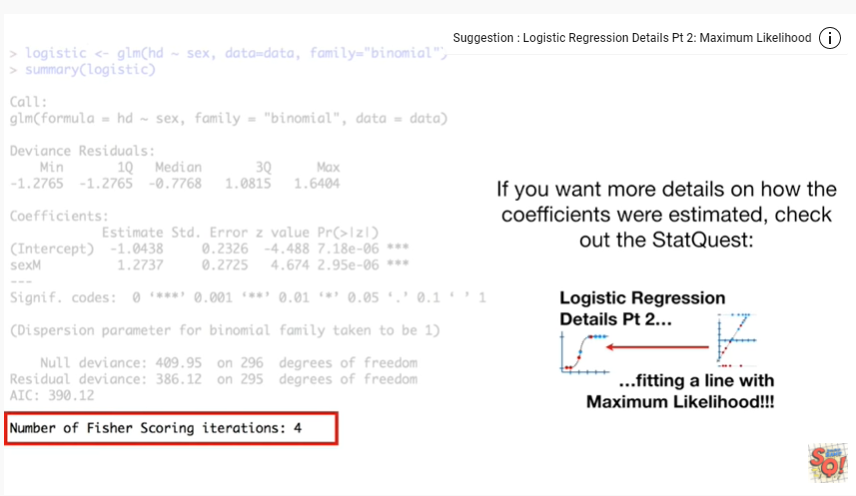 Suggestion : Logistic Regression Details Pt 2: Maximum Likelihood
> logistic <- glm(hd ~ sex, data=data, family="binomial")
> summary(logistic)
Call:
glm(formula = hd ~ sex, family = "binomial", data = data)
Deviance Residuals:
Min 1Q Median 3Q Max
-1.2765 -1.2765 -0.7768 1.0815 1.6404
Coefficients:
Estimate Std. Error z value Pr(>|z|)
(Intercept) -1.0438 0.2326 -4.488 7.18e-06 ***
sexM 1.2737 0.2725 4.674 2.95e-06 ***
---
Signif. codes: 0 '***' 0.001 '**' 0.01 '*' 0.05 '.' 0.1 ' ' 1
(Dispersion parameter for binomial family taken to be 1)
Null deviance: 409.95 on 296 degrees of freedom
Residual deviance: 386.12 on 295 degrees of freedom
AIC: 390.12
Number of Fisher Scoring iterations: 4
If you want more details on how the
coefficients were estimated, check
out the StatQuest:
Logistic Regression
Details Pt 2...
...fitting a line with
Maximum Likelihood!!!
SQ!